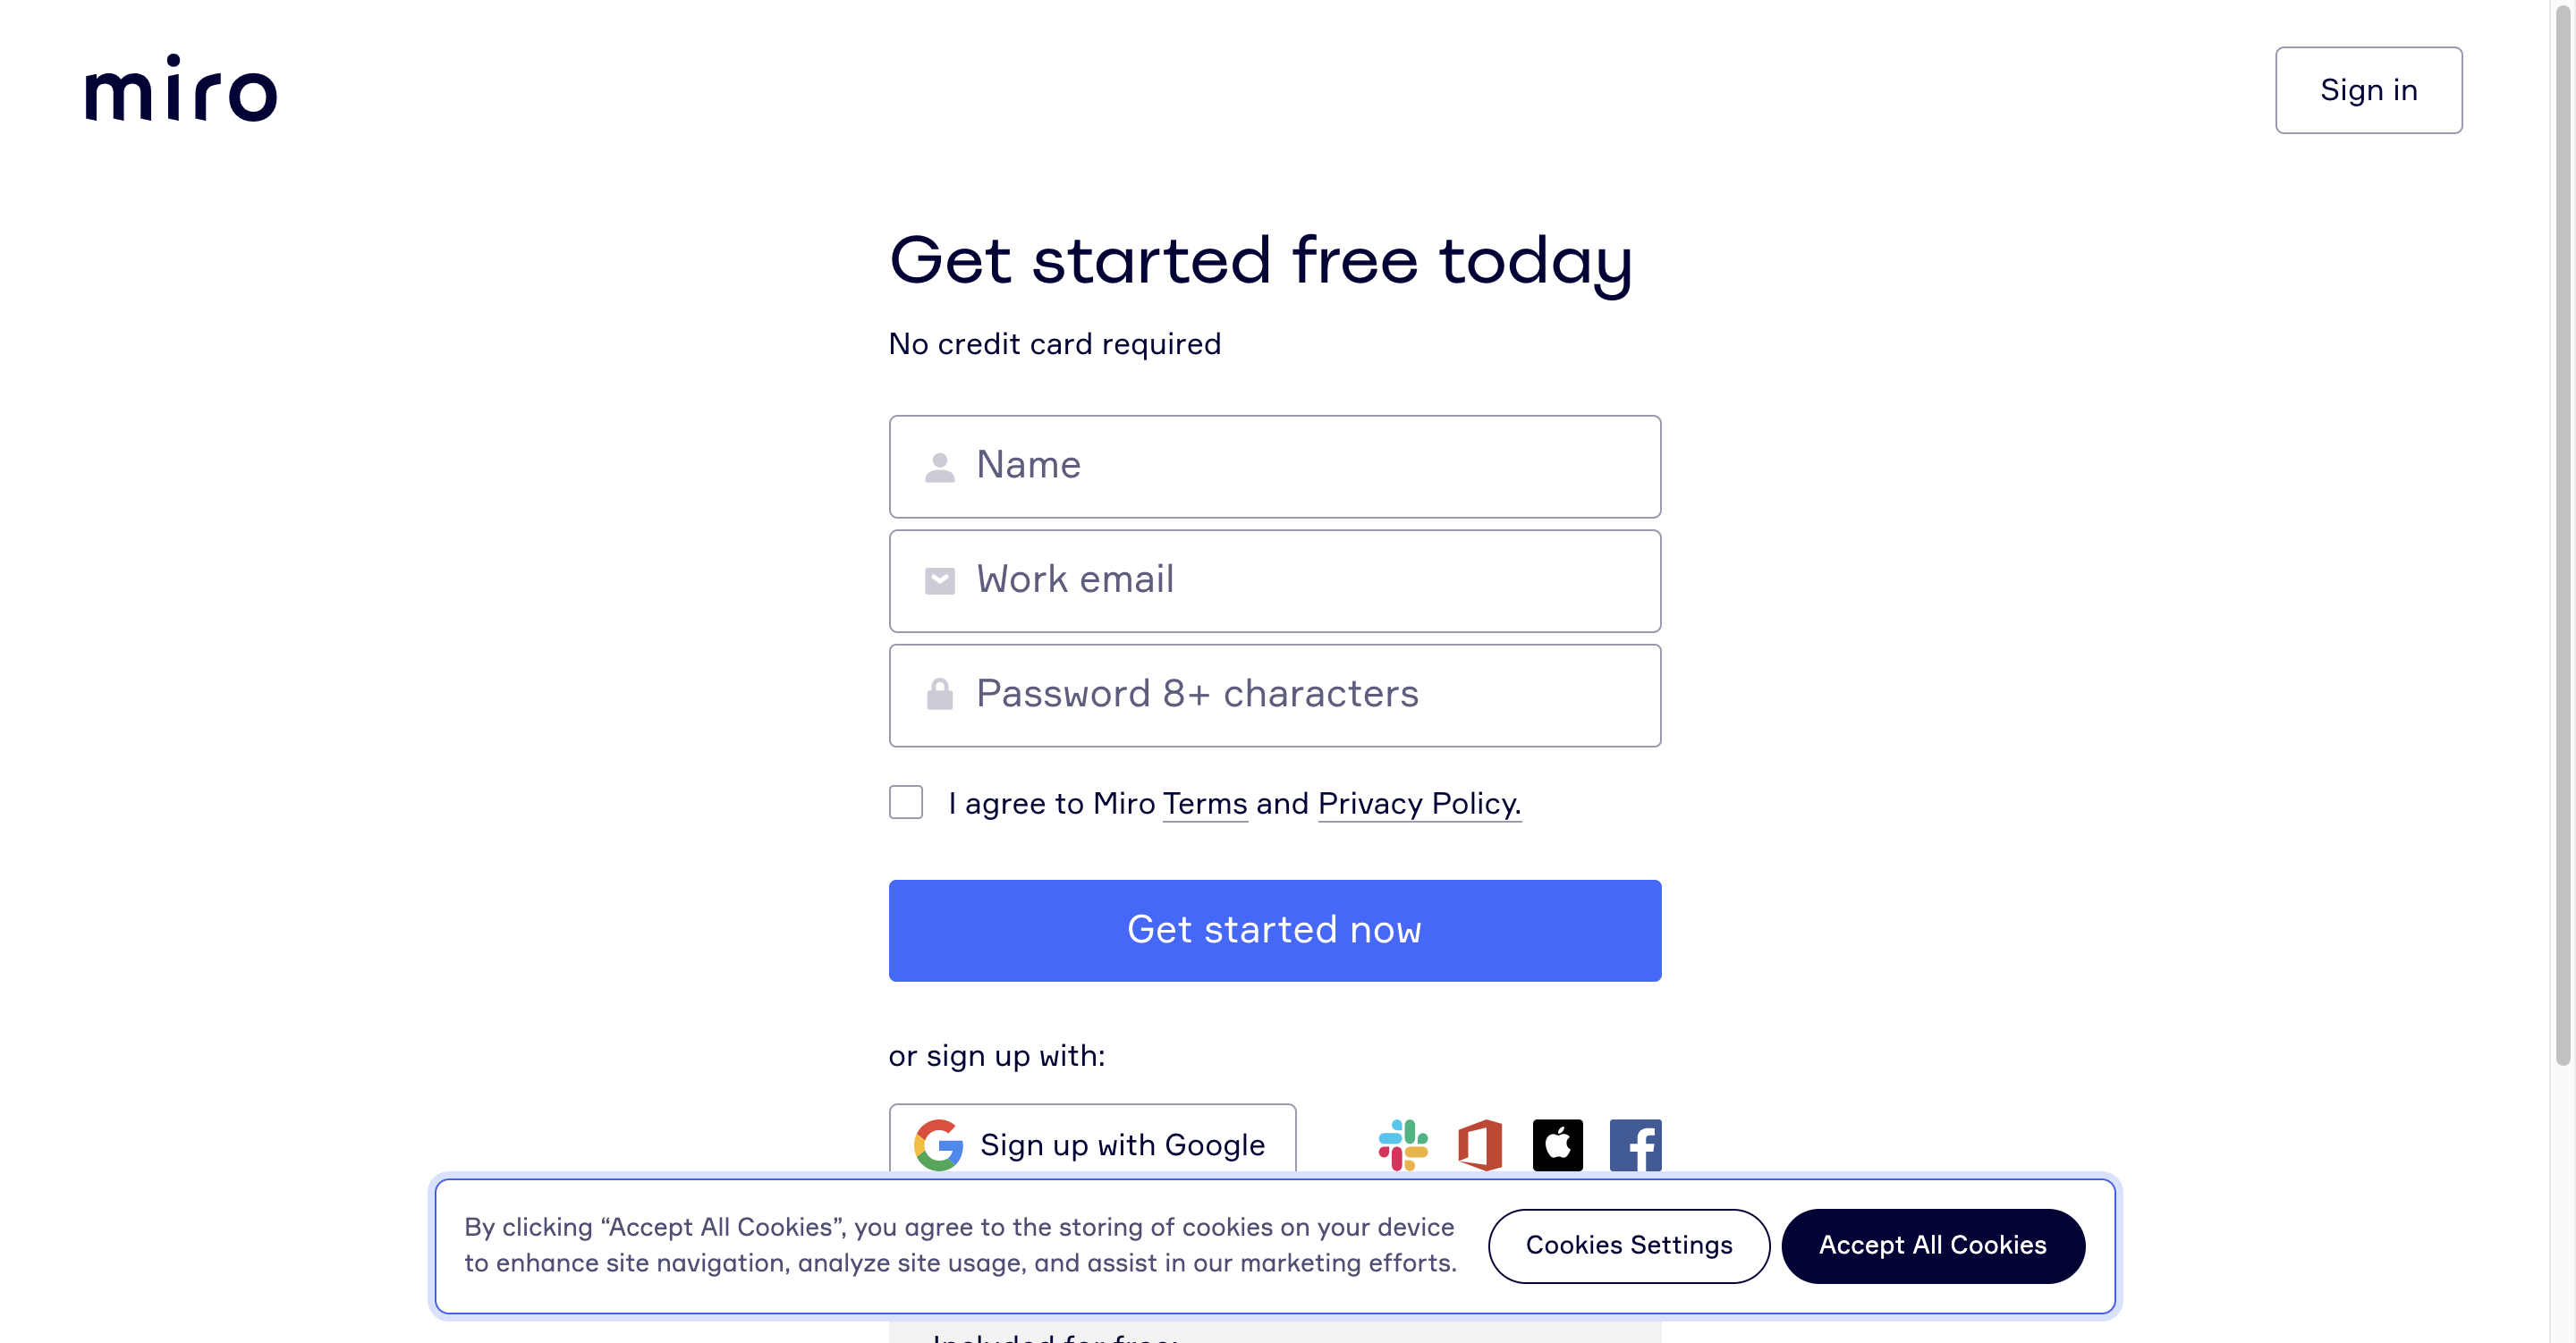 miro
Sign in
Get started free today
No credit card required
Name
Work email
Password 8+ characters
I agree to Miro Terms and Privacy Policy.
Get started now
or sign up with:
Sign up with Google
By clicking “Accept All Cookies”, you agree to the storing of cookies on your device
to enhance site navigation, analyze site usage, and assist in our marketing efforts.
Cookies Settings
Accept All Cookies
Included for free: